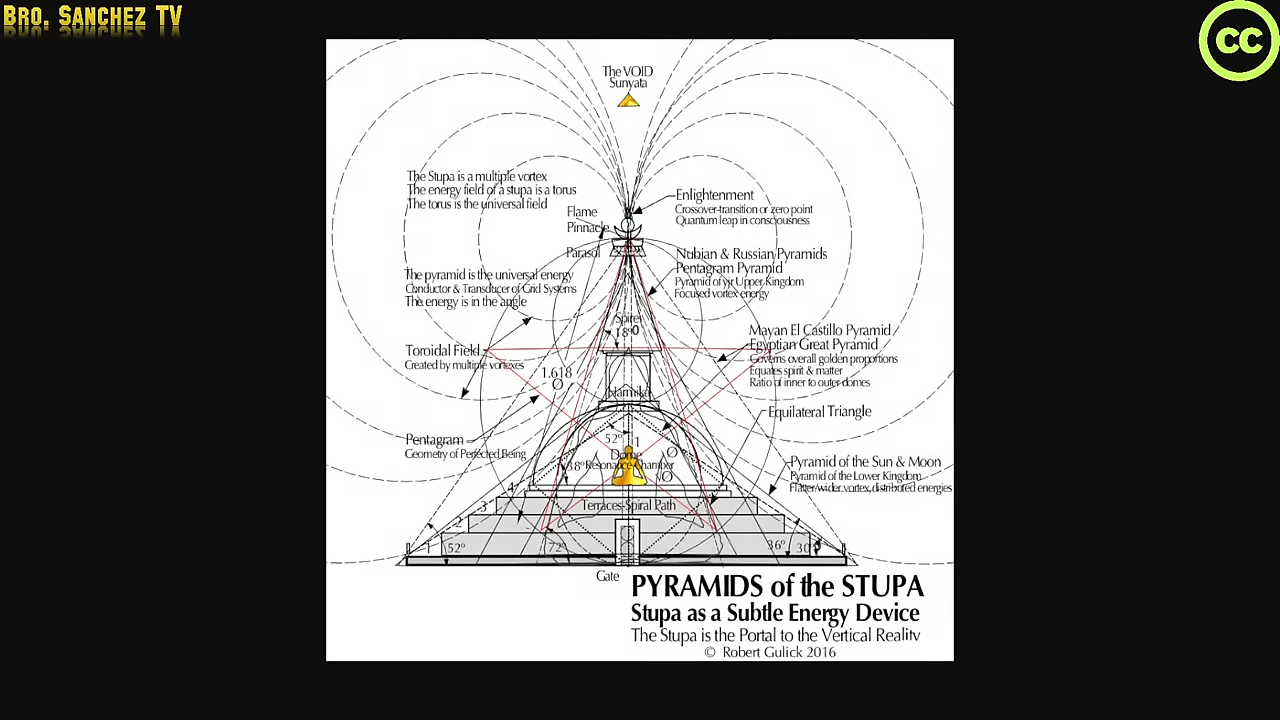 BRO. SANCHEZ TV
CC
The VOID
Sunyata
The Stupa is a multiple vortex
The energy field of a stupa is a torus
The torus is the universal field
Flame
Pinnacle
Parasol
Enlightenment
Crossover-transition or zero point
Quantum leap in consciousness
Nubian & Russian Pyramids
Pentagram Pyramid
Pyramid of yjr Upper Kingdom
Focused vortex energy
The pyramid is the universal energy
Conductor & Transducer of Grid Systems
The energy is in the angle
Spire
18°
Toroidal Field
Created by multiple vortexes
Mayan El Castillo Pyramid
Egyptian Great Pyramid
Governs overall golden proportions
Equates spirit & matter
Ratio of inner to outer domes
1.618
Ø
Harmika
Equilateral Triangle
Pentagram
Geometry of Perfected Being
52°
1
Dome
Resonance Chamber
Ø
38°
√Ø
Pyramid of the Sun & Moon
Pyramid of the Lower Kingdom
Flatter/wider vortex, distributed energies
4
3
Terraces-Spiral Path
2
1
52°
72°
36°
30°
Gate
PYRAMIDS of the STUPA
Stupa as a Subtle Energy Device
The Stupa is the Portal to the Vertical Reality
© Robert Gulick 2016